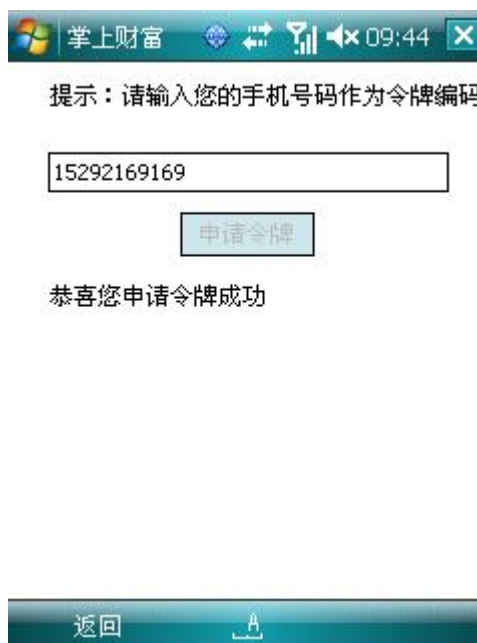 掌上财富 09:44
提示：请输入您的手机号码作为令牌编码
15292169169
申请令牌
恭喜您申请令牌成功
返回 A